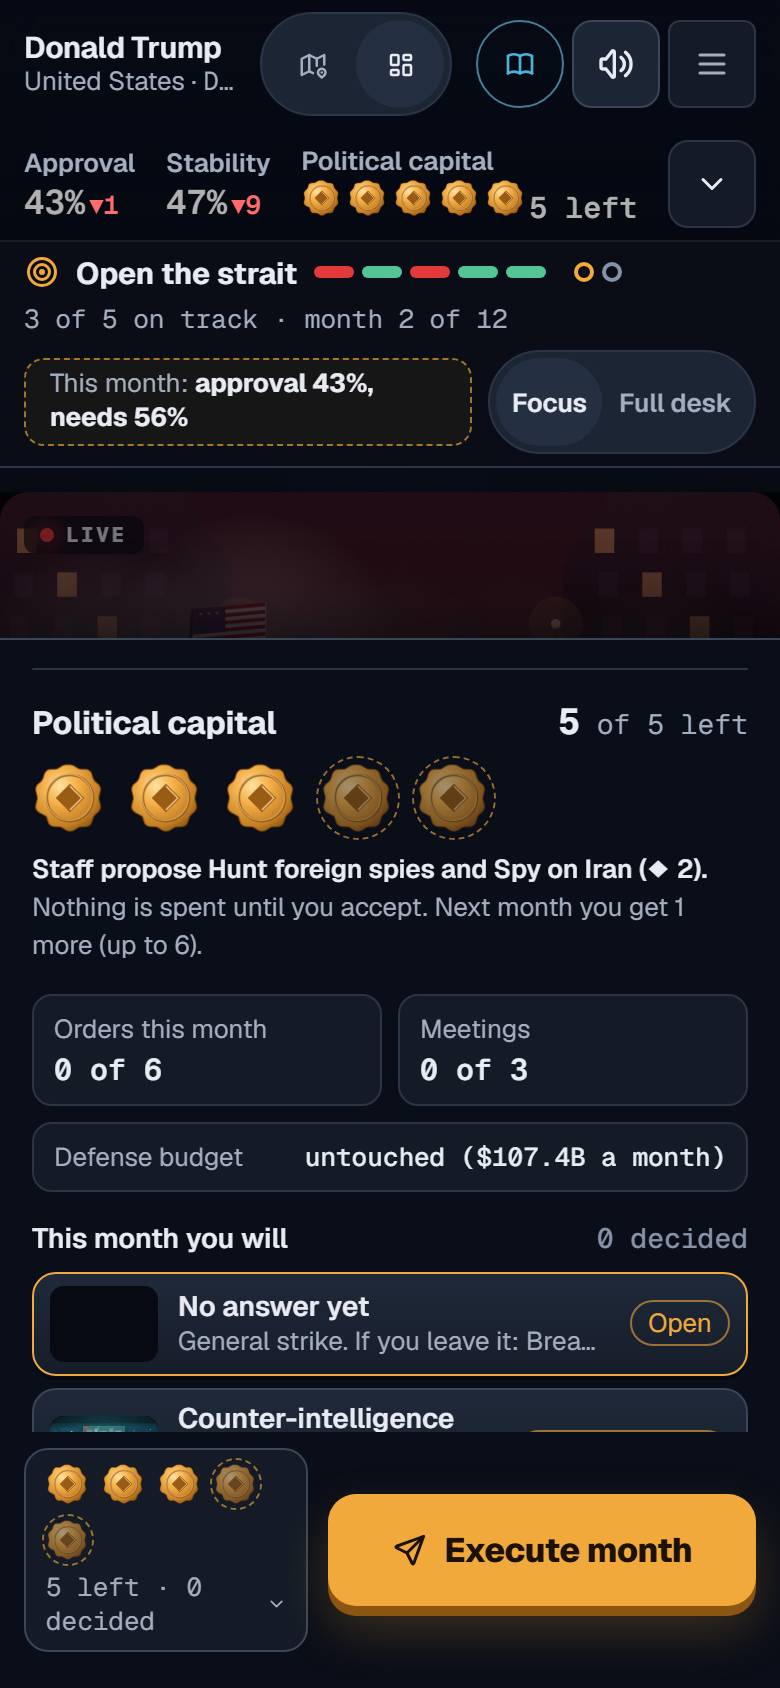 Donald Trump
United States · D...
Approval
43%▼1
Stability
47%▼9
Political capital
5 left
Open the strait
3 of 5 on track · month 2 of 12
This month: approval 43%,
needs 56%
Focus
Full desk
LIVE
Political capital
5 of 5 left
Staff propose Hunt foreign spies and Spy on Iran (◆ 2).
Nothing is spent until you accept. Next month you get 1
more (up to 6).
Orders this month
0 of 6
Meetings
0 of 3
Defense budget
untouched ($107.4B a month)
This month you will
0 decided
No answer yet
General strike. If you leave it: Brea...
Open
Counter-intelligence
5 left · 0
decided
Execute month